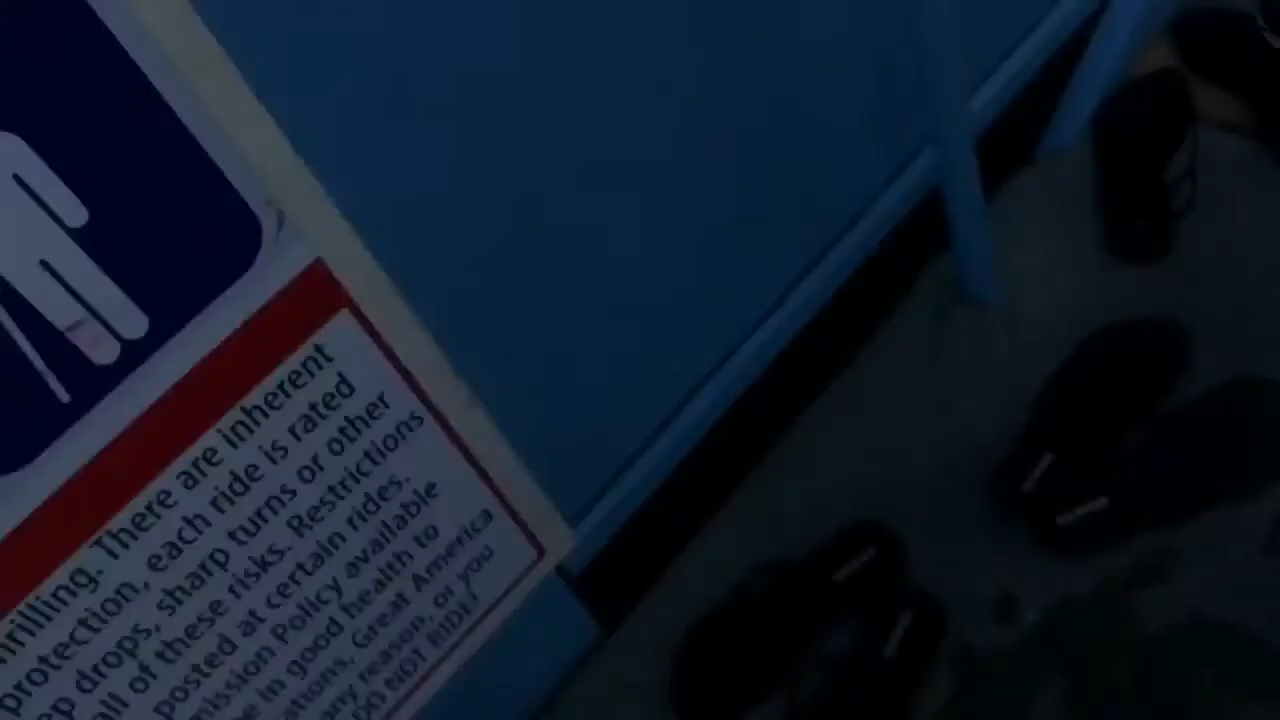 hrilling. There are inherent
protection, each ride is rated
ep drops, sharp turns or other
all of these risks. Restrictions
posted at certain rides.
mission Policy available
e in good health to
ations, Great America
any reason, or you
DO NOT RIDE!